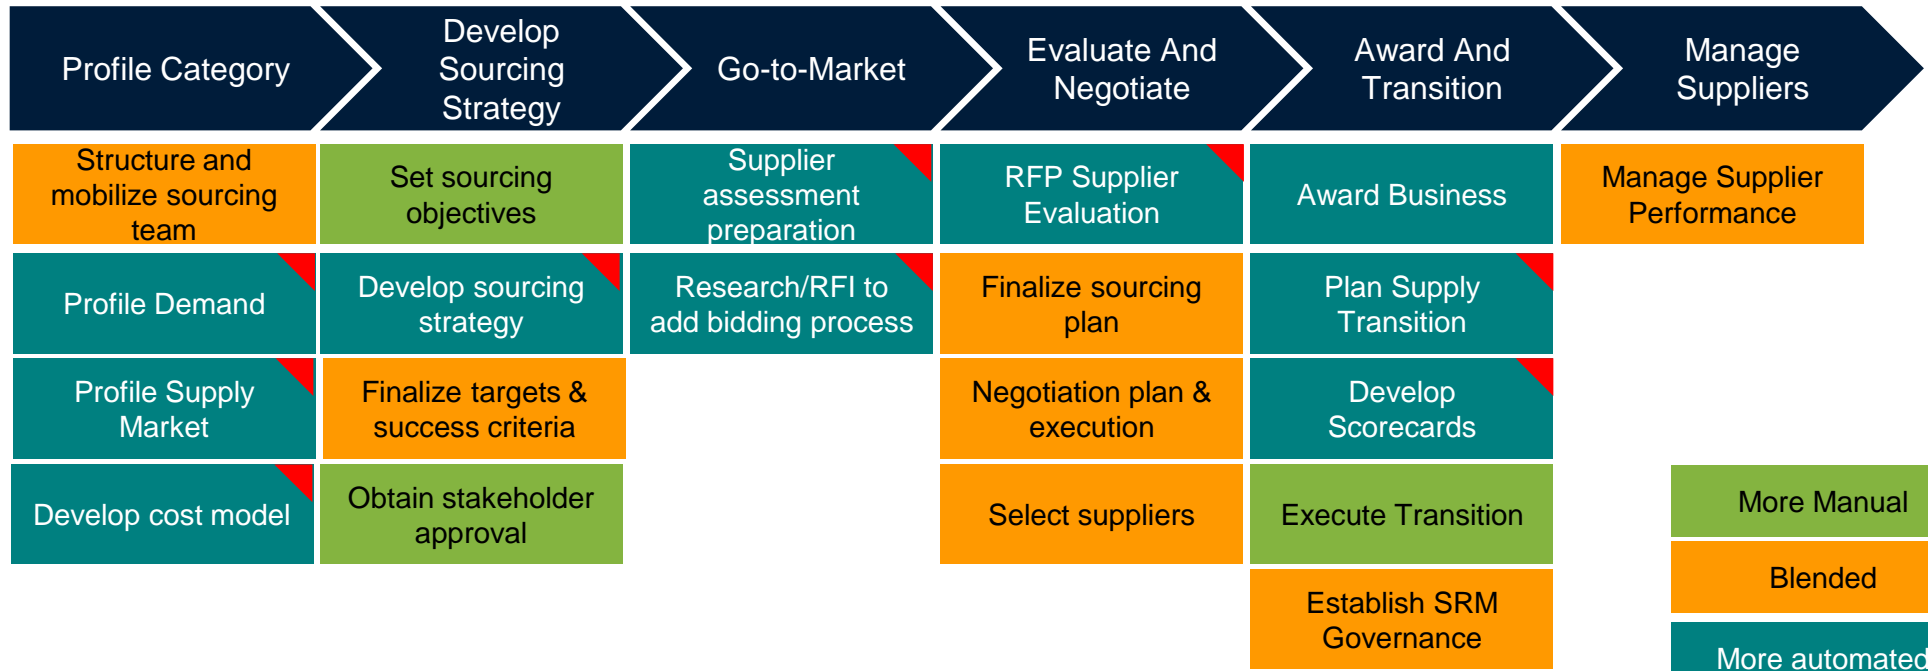 Profile Category
Develop
Sourcing
Strategy
Go-to-Market
Evaluate And
Negotiate
Award And
Transition
Manage
Suppliers
Structure and
mobilize sourcing
team
Set sourcing
objectives
Supplier
assessment
preparation
RFP Supplier
Evaluation
Award Business
Manage Supplier
Performance
Profile Demand
Develop sourcing
strategy
Research/RFI to
add bidding process
Finalize sourcing
plan
Plan Supply
Transition
Profile Supply
Market
Finalize targets &
success criteria
Negotiation plan &
execution
Develop
Scorecards
Develop cost model
Obtain stakeholder
approval
Select suppliers
Execute Transition
Establish SRM
Governance
More Manual
Blended
More automated